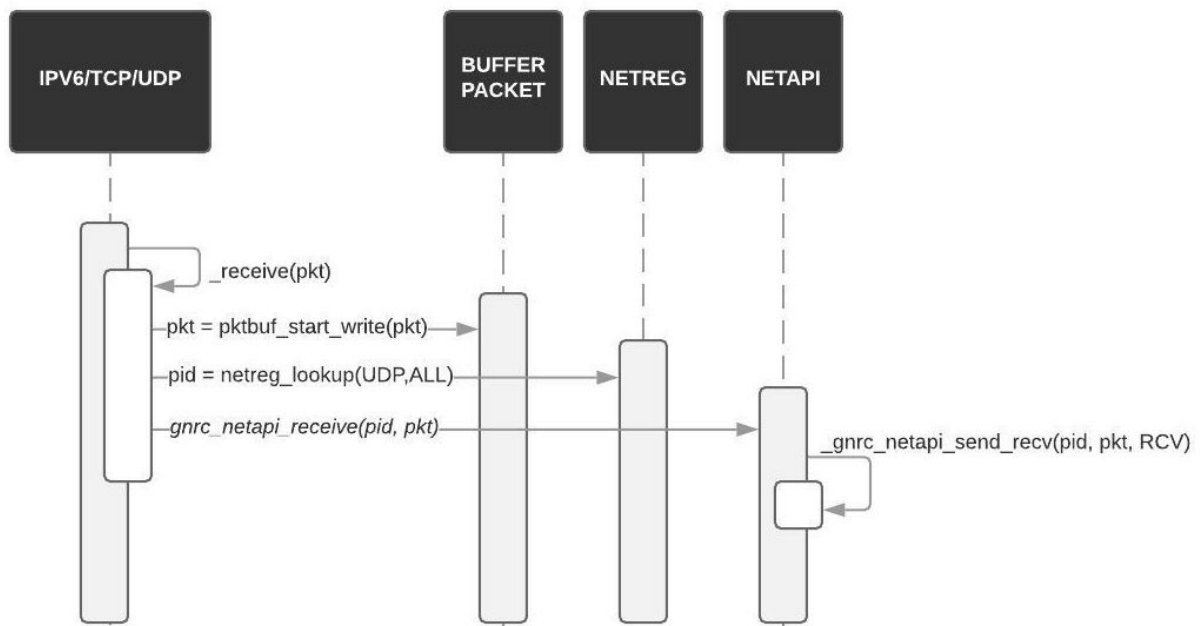 IPV6/TCP/UDP
BUFFER
PACKET
NETREG
NETAPI
_receive(pkt)
pkt = pktbuf_start_write(pkt)
pid = netreg_lookup(UDP,ALL)
gnrc_netapi_receive(pid, pkt)
_gnrc_netapi_send_recv(pid, pkt, RCV)